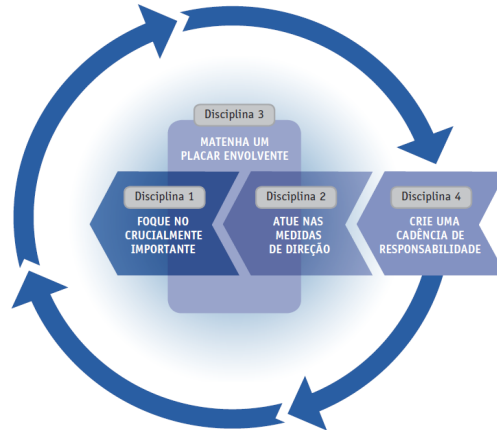 Disciplina 3
MATENHA UM
PLACAR ENVOLVENTE
Disciplina 1
FOQUE NO
CRUCIALMENTE
IMPORTANTE
Disciplina 2
ATUE NAS
MEDIDAS
DE DIREÇÃO
Disciplina 4
CRIE UMA
CADÊNCIA DE
RESPONSABILIDADE